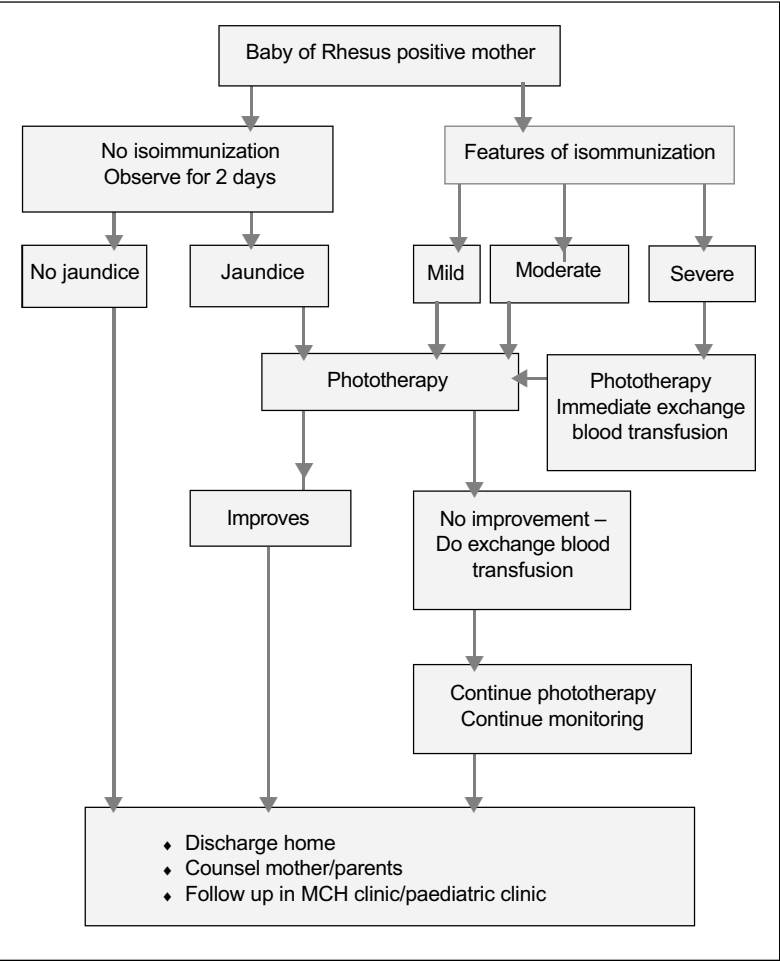 Baby of Rhesus positive mother
No isoimmunization
Observe for 2 days
Features of isommunization
No jaundice
Jaundice
Mild
Moderate
Severe
Phototherapy
Phototherapy
Immediate exchange
blood transfusion
Improves
No improvement –
Do exchange blood
transfusion
Continue phototherapy
Continue monitoring
♦ Discharge home
♦ Counsel mother/parents
♦ Follow up in MCH clinic/paediatric clinic